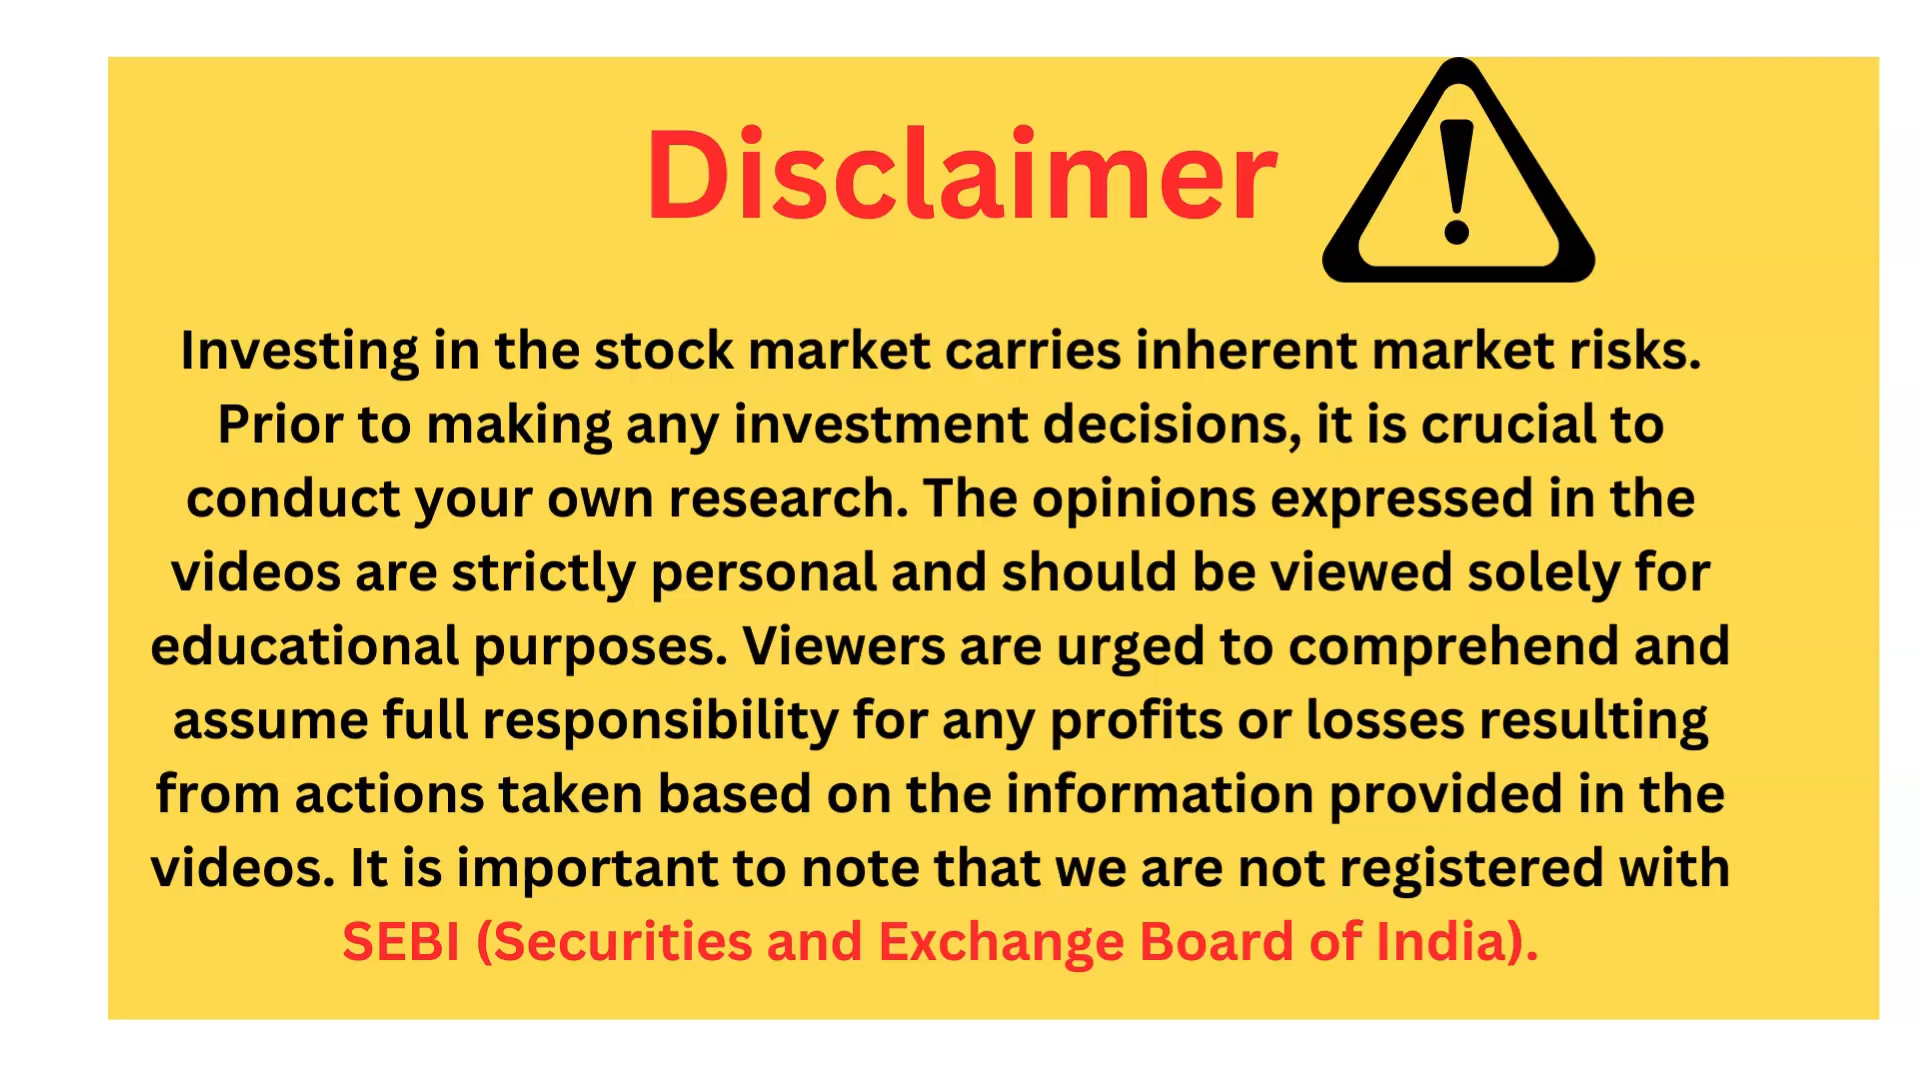 Disclaimer
Investing in the stock market carries inherent market risks.
Prior to making any investment decisions, it is crucial to
conduct your own research. The opinions expressed in the
videos are strictly personal and should be viewed solely for
educational purposes. Viewers are urged to comprehend and
assume full responsibility for any profits or losses resulting
from actions taken based on the information provided in the
videos. It is important to note that we are not registered with
SEBI (Securities and Exchange Board of India).